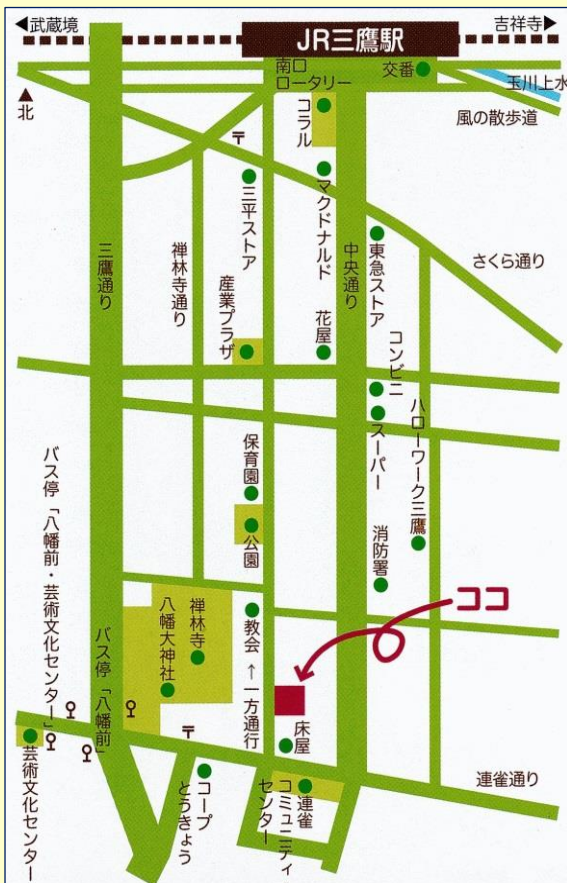 ◀武蔵境
JR三鷹駅
吉祥寺▶
▲
北
南口
ロータリー
交番
玉川上水
風の散歩道
コラル
〒
三平ストア
マクドナルド
三鷹通り
禅林寺通り
産業プラザ
花屋
中央通り
東急ストア
さくら通り
コンビニ
スーパー
ハローワーク三鷹
保育園
公園
消防署
バス停「八幡前・芸術文化センター」
バス停「八幡前」
八幡大神社
禅林寺
教会
↑一方通行
ココ
床屋
〒
連雀通り
芸術文化センター
コープ
とうきょう
連雀
コミュニティ
センター